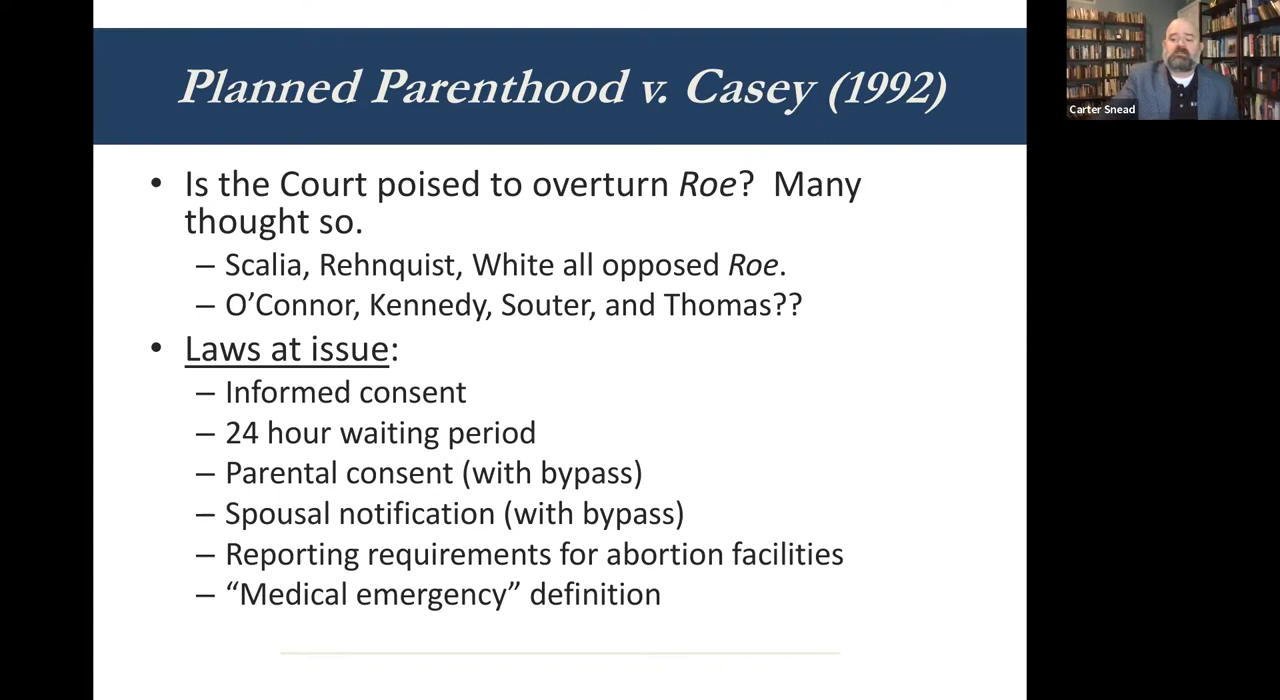 Planned Parenthood v. Casey (1992)
• Is the Court poised to overturn Roe? Many
thought so.
– Scalia, Rehnquist, White all opposed Roe.
– O’Connor, Kennedy, Souter, and Thomas??
• Laws at issue:
– Informed consent
– 24 hour waiting period
– Parental consent (with bypass)
– Spousal notification (with bypass)
– Reporting requirements for abortion facilities
– “Medical emergency” definition
Carter Snead